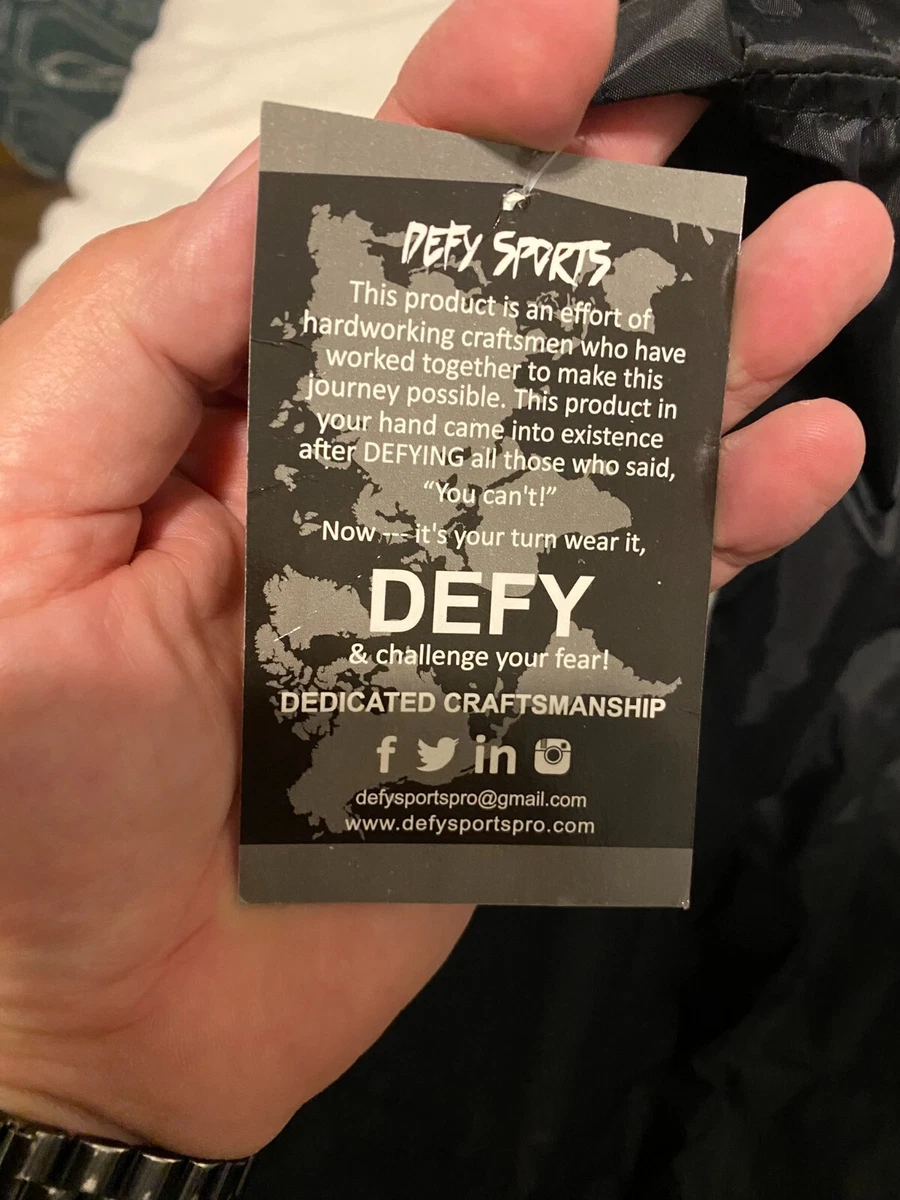 DEFY SPORTS
This product is an effort of
hardworking craftsmen who have
worked together to make this
journey possible. This product in
your hand came into existence
after DEFYING all those who said,
“You can't!”
Now --- it's your turn wear it,
DEFY
& challenge your fear!
DEDICATED CRAFTSMANSHIP
f in
defysportspro@gmail.com
www.defysportspro.com